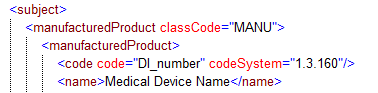 <subject>
<manufacturedProduct classCode="MANU">
<manufacturedProduct>
<code code="DI_number" codeSystem="1.3.160"/>
<name>Medical Device Name</name>